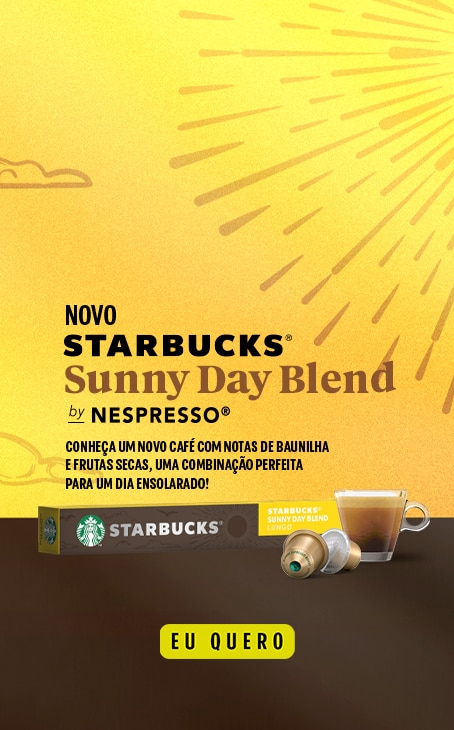 NOVO
STARBUCKS®
Sunny Day Blend
by NESPRESSO®
CONHEÇA UM NOVO CAFÉ COM NOTAS DE BAUNILHA
E FRUTAS SECAS, UMA COMBINAÇÃO PERFEITA
PARA UM DIA ENSOLARADO!
STARBUCKS®
STARBUCKS®
SUNNY DAY BLEND
LUNGO
EU QUERO